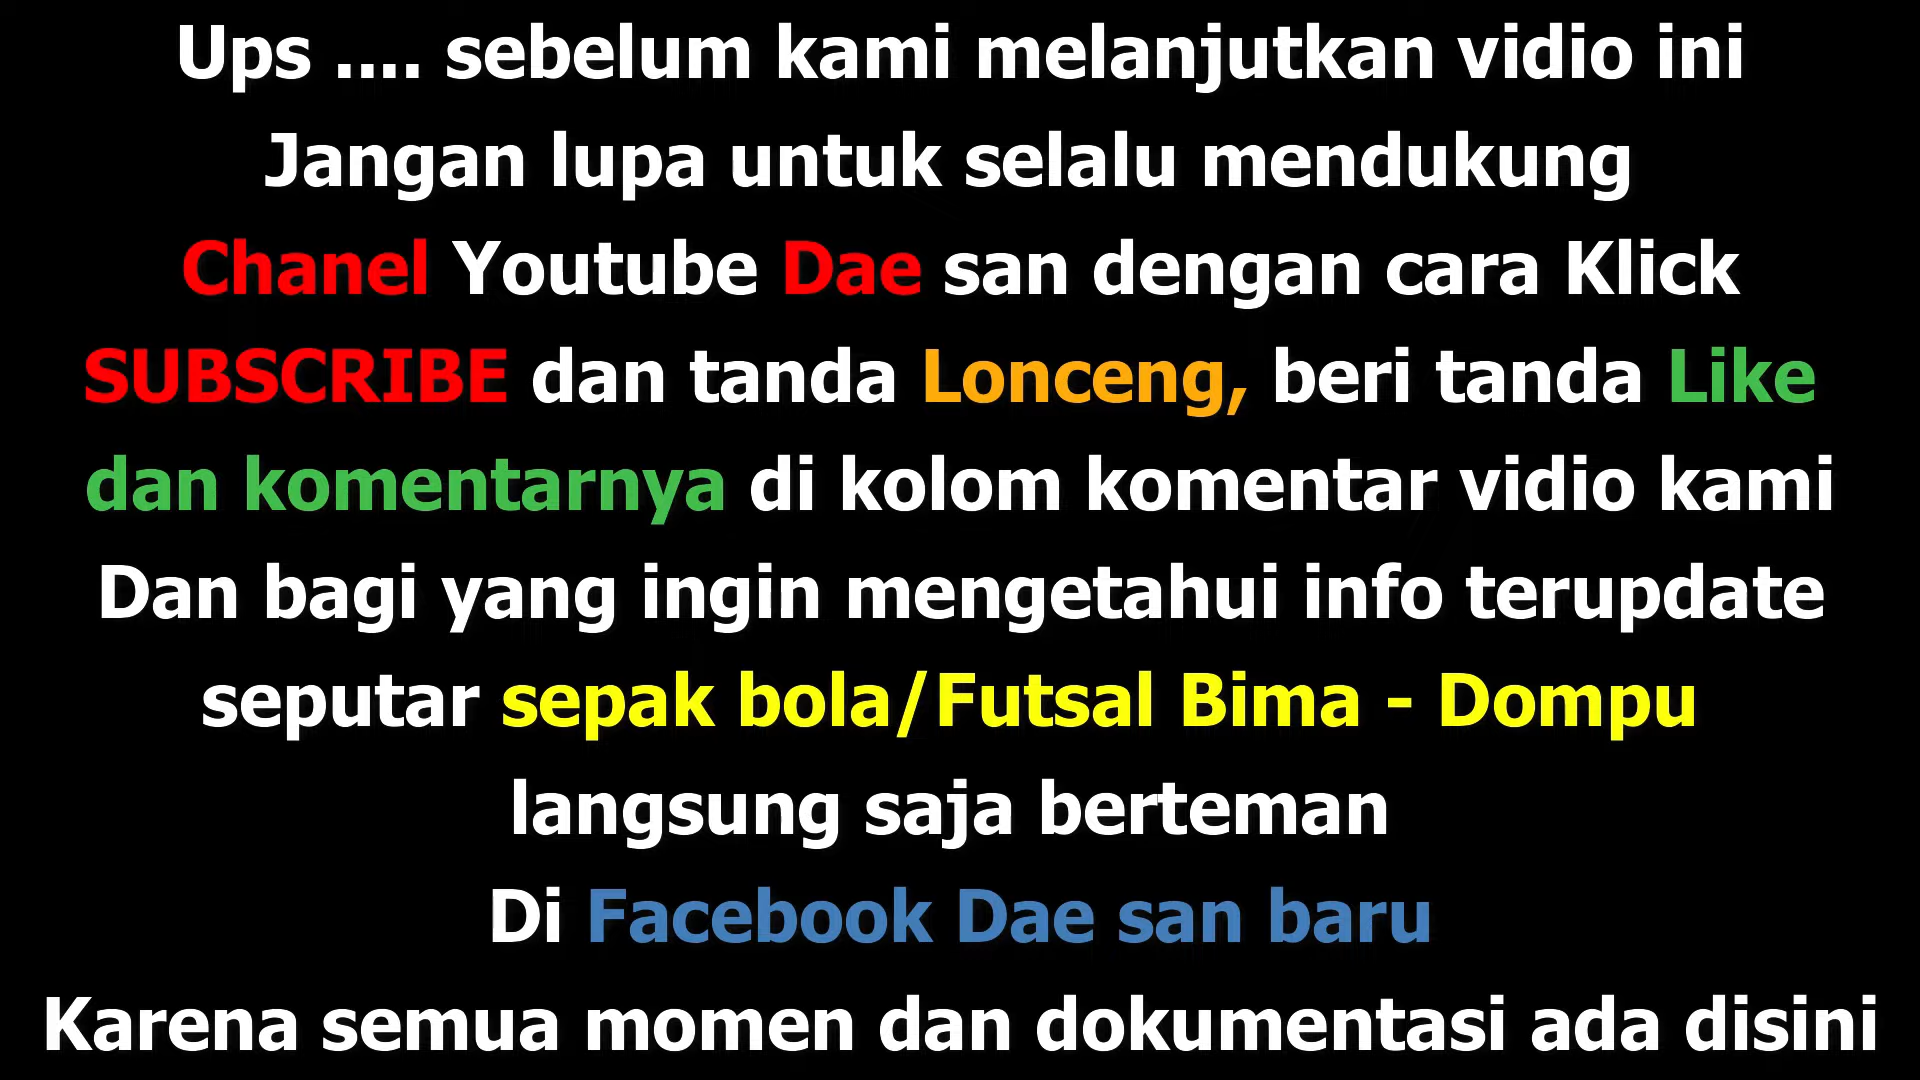 Ups .... sebelum kami melanjutkan vidio ini
Jangan lupa untuk selalu mendukung
Chanel Youtube Dae san dengan cara Klick
SUBSCRIBE dan tanda Lonceng, beri tanda Like
dan komentarnya di kolom komentar vidio kami
Dan bagi yang ingin mengetahui info terupdate
seputar sepak bola/Futsal Bima - Dompu
langsung saja berteman
Di Facebook Dae san baru
Karena semua momen dan dokumentasi ada disini